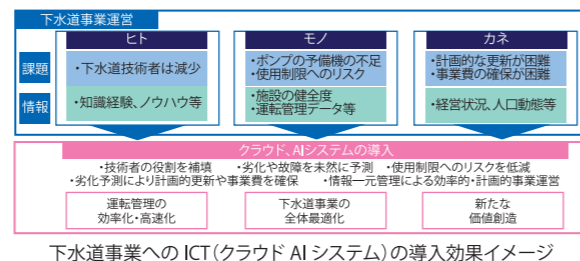 下水道事業運営
ヒト
モノ
カネ
課題
・下水道技術者は減少
・ポンプの予備機の不足
・使用制限へのリスク
・計画的な更新が困難
・事業費の確保が困難
情報
・知識経験、ノウハウ等
・施設の健全度
・運転管理データ等
・経営状況、人口動態等
クラウド、AIシステムの導入
・技術者の役割を補填 ・劣化や故障を未然に予測 ・使用制限へのリスクを低減
・劣化予測により計画的更新や事業費を確保 ・情報一元管理による効率的・計画的事業運営
運転管理の
効率化・高速化
下水道事業の
全体最適化
新たな
価値創造
下水道事業への ICT（クラウド AI システム）の導入効果イメージ